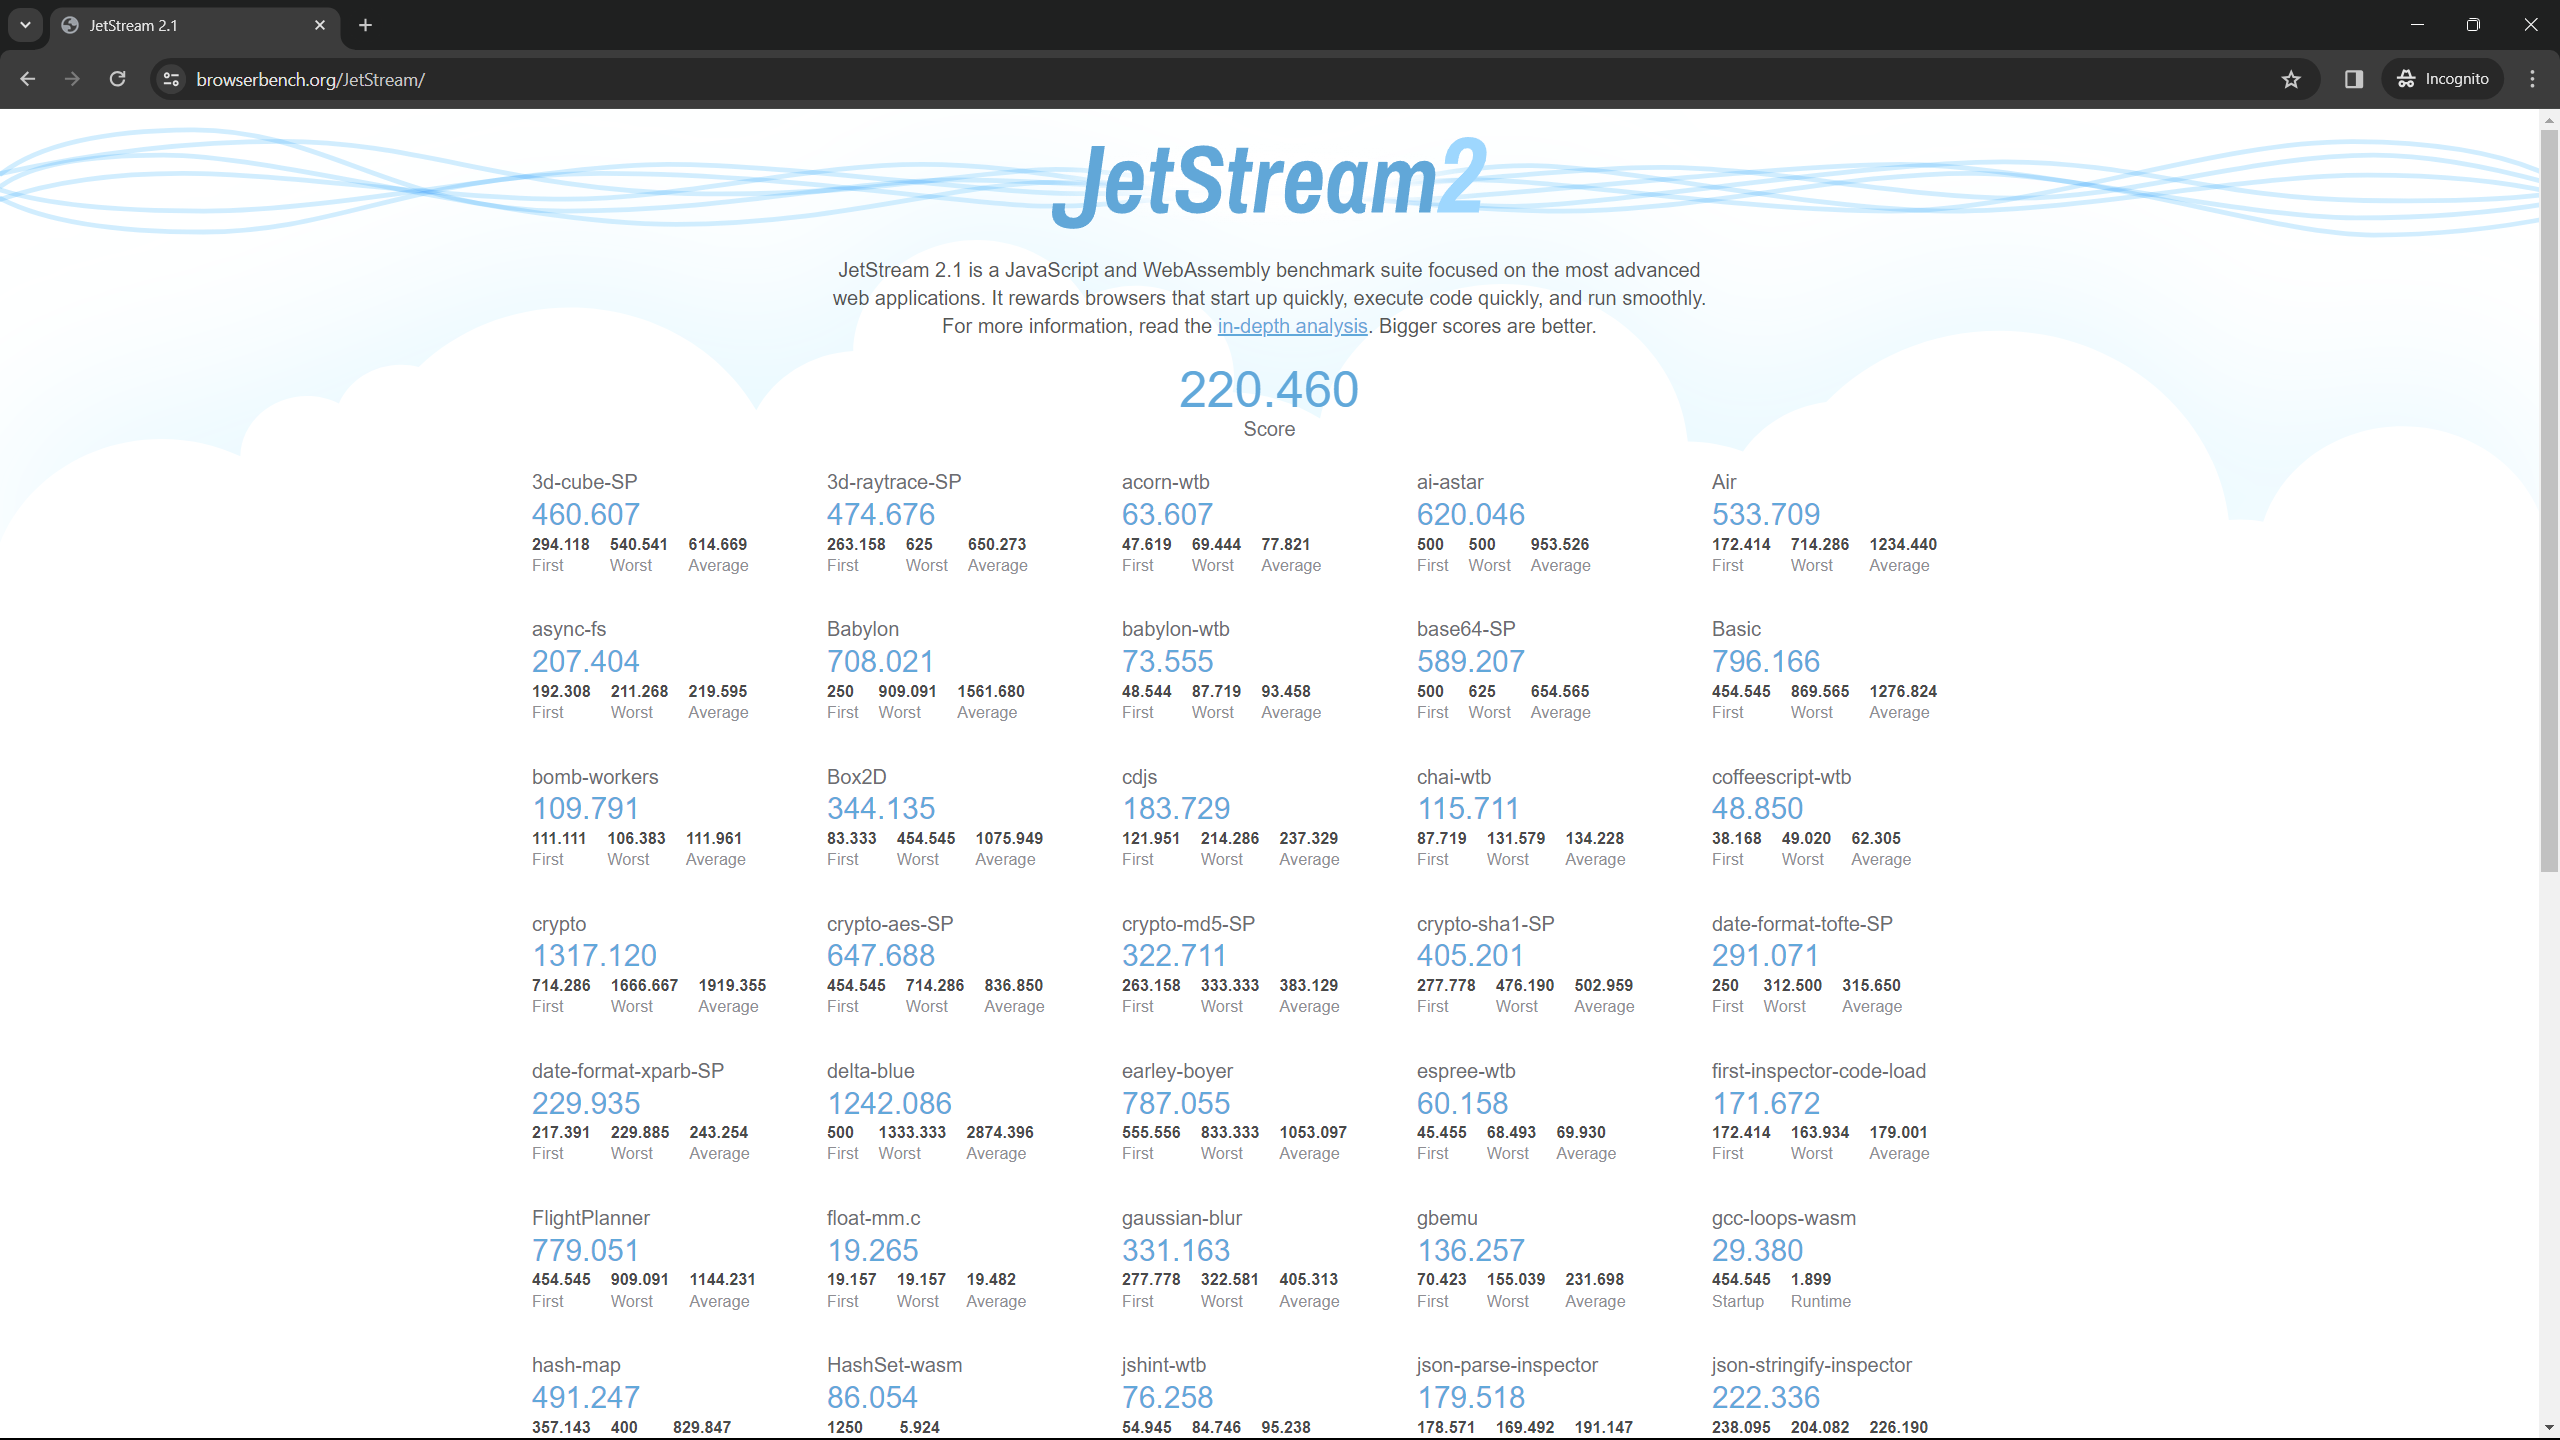 JetStream 2.1
browserbench.org/JetStream/
Incognito
JetStream2
JetStream 2.1 is a JavaScript and WebAssembly benchmark suite focused on the most advanced
web applications. It rewards browsers that start up quickly, execute code quickly, and run smoothly.
For more information, read the in-depth analysis. Bigger scores are better.
220.460
Score
3d-cube-SP 3d-raytrace-SP acorn-wtb ai-astar Air
460.607 474.676 63.607 620.046 533.709
294.118 540.541 614.669 263.158 625 650.273 47.619 69.444 77.821 500 500 953.526 172.414 714.286 1234.440
First Worst Average First Worst Average First Worst Average First Worst Average First Worst Average
async-fs Babylon babylon-wtb base64-SP Basic
207.404 708.021 73.555 589.207 796.166
192.308 211.268 219.595 250 909.091 1561.680 48.544 87.719 93.458 500 625 654.565 454.545 869.565 1276.824
First Worst Average First Worst Average First Worst Average First Worst Average First Worst Average
bomb-workers Box2D cdjs chai-wtb coffeescript-wtb
109.791 344.135 183.729 115.711 48.850
111.111 106.383 111.961 83.333 454.545 1075.949 121.951 214.286 237.329 87.719 131.579 134.228 38.168 49.020 62.305
First Worst Average First Worst Average First Worst Average First Worst Average First Worst Average
crypto crypto-aes-SP crypto-md5-SP crypto-sha1-SP date-format-tofte-SP
1317.120 647.688 322.711 405.201 291.071
714.286 1666.667 1919.355 454.545 714.286 836.850 263.158 333.333 383.129 277.778 476.190 502.959 250 312.500 315.650
First Worst Average First Worst Average First Worst Average First Worst Average First Worst Average
date-format-xparb-SP delta-blue earley-boyer espree-wtb first-inspector-code-load
229.935 1242.086 787.055 60.158 171.672
217.391 229.885 243.254 500 1333.333 2874.396 555.556 833.333 1053.097 45.455 68.493 69.930 172.414 163.934 179.001
First Worst Average First Worst Average First Worst Average First Worst Average First Worst Average
FlightPlanner float-mm.c gaussian-blur gbemu gcc-loops-wasm
779.051 19.265 331.163 136.257 29.380
454.545 909.091 1144.231 19.157 19.157 19.482 277.778 322.581 405.313 70.423 155.039 231.698 454.545 1.899
First Worst Average First Worst Average First Worst Average First Worst Average Startup Runtime
hash-map HashSet-wasm jshint-wtb json-parse-inspector json-stringify-inspector
491.247 86.054 76.258 179.518 222.336
357.143 400 829.847 1250 5.924 54.945 84.746 95.238 178.571 169.492 191.147 238.095 204.082 226.190